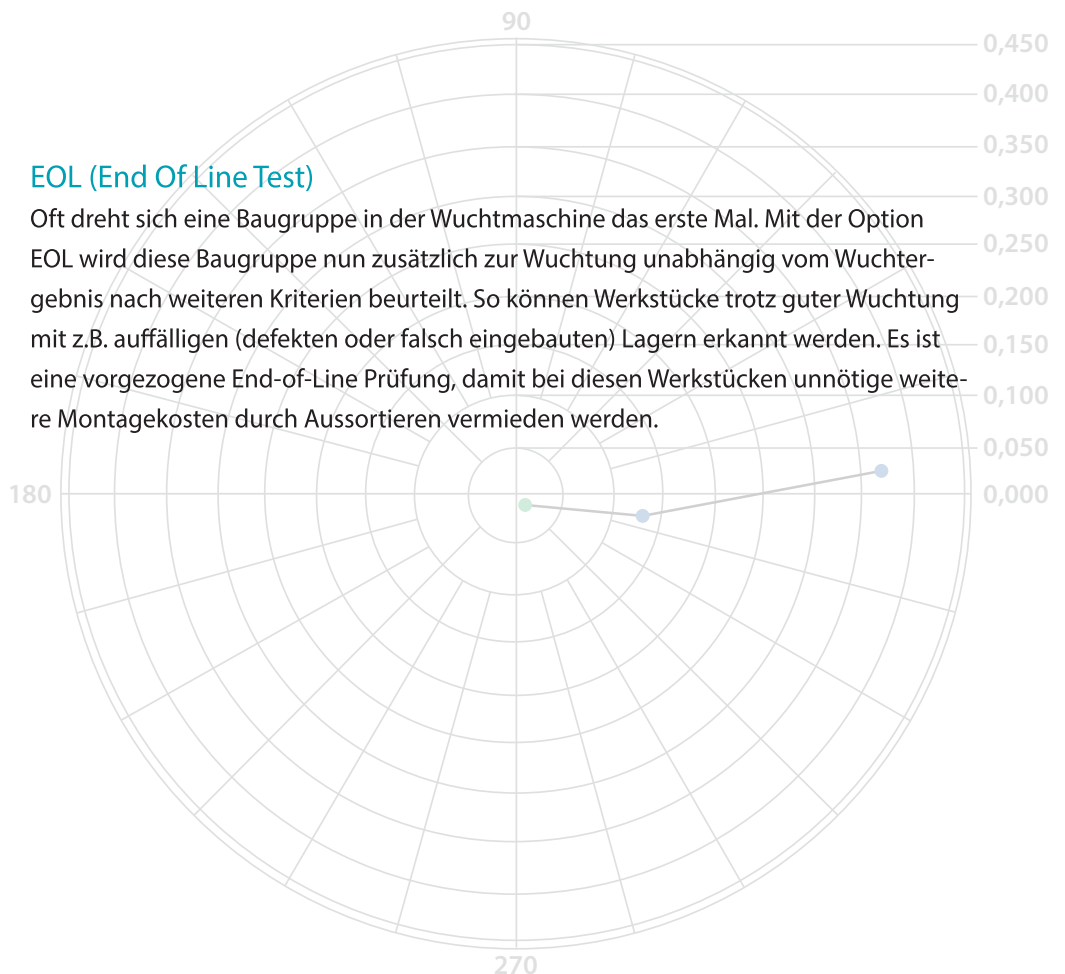 90
0,450
0,400
0,350
EOL (End Of Line Test)
0,300
Oft dreht sich eine Baugruppe in der Wuchtmaschine das erste Mal. Mit der Option
0,250
EOL wird diese Baugruppe nun zusätzlich zur Wuchtung unabhängig vom Wuchter-
0,200
gebnis nach weiteren Kriterien beurteilt. So können Werkstücke trotz guter Wuchtung
mit z.B. auffälligen (defekten oder falsch eingebauten) Lagern erkannt werden. Es ist
0,150
eine vorgezogene End-of-Line Prüfung, damit bei diesen Werkstücken unnötige weite-
0,100
re Montagekosten durch Aussortieren vermieden werden.
0,050
180
0,000
270